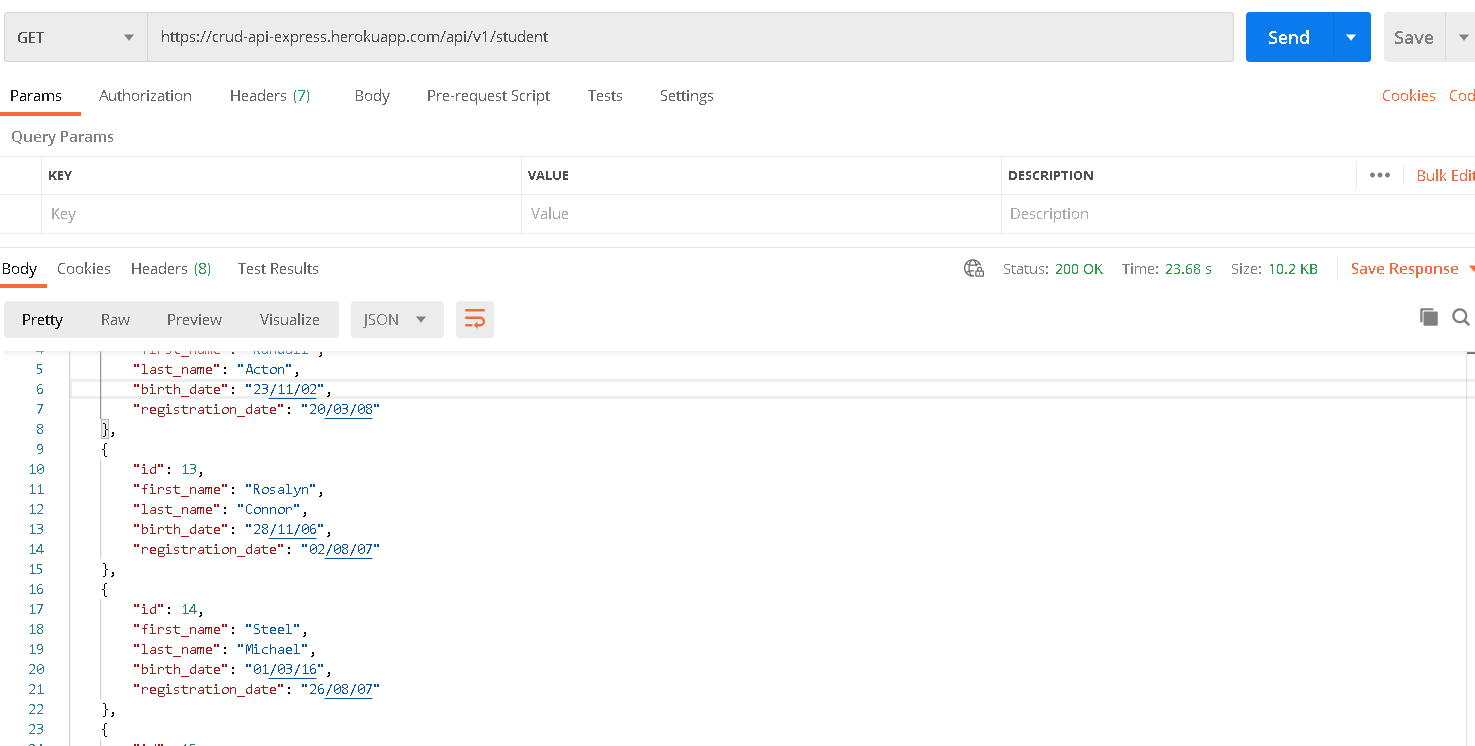 GET https://crud-api-express.herokuapp.com/api/v1/student Send Save
Params Authorization Headers (7) Body Pre-request Script Tests Settings Cookies Cod
Query Params
KEY VALUE DESCRIPTION ••• Bulk Edit
Key Value Description
Body Cookies Headers (8) Test Results Status: 200 OK Time: 23.68 s Size: 10.2 KB Save Response
Pretty Raw Preview Visualize JSON
5 "last_name": "Acton",
6 "birth_date": "23/11/02",
7 "registration_date": "20/03/08"
8 },
9 {
10 "id": 13,
11 "first_name": "Rosalyn",
12 "last_name": "Connor",
13 "birth_date": "28/11/06",
14 "registration_date": "02/08/07"
15 },
16 {
17 "id": 14,
18 "first_name": "Steel",
19 "last_name": "Michael",
20 "birth_date": "01/03/16",
21 "registration_date": "26/08/07"
22 },
23 {